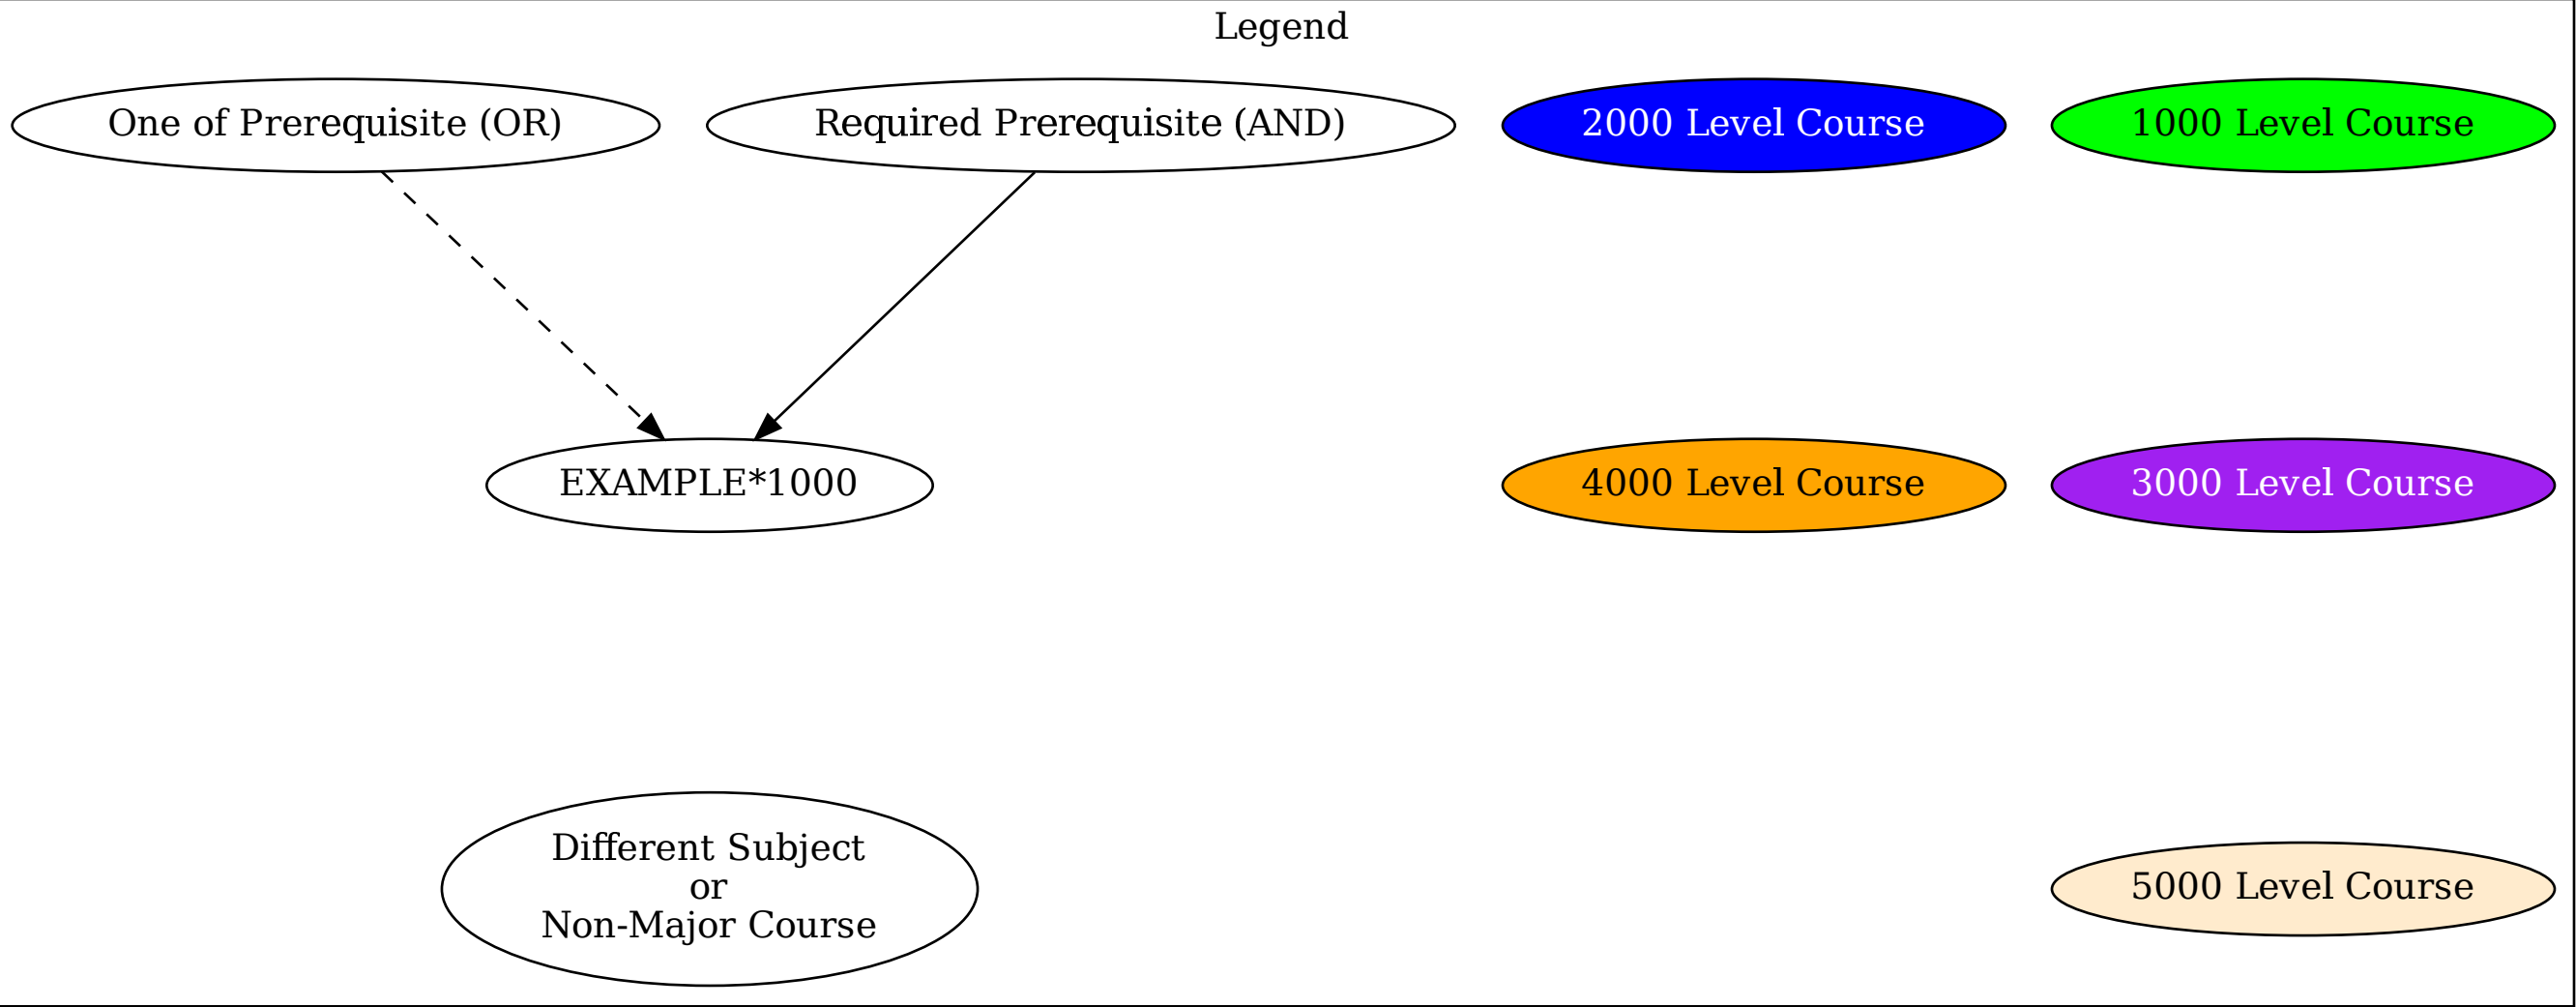 Legend
One of Prerequisite (OR)
Required Prerequisite (AND)
2000 Level Course
1000 Level Course
EXAMPLE*1000
4000 Level Course
3000 Level Course
Different Subject
or
Non-Major Course
5000 Level Course